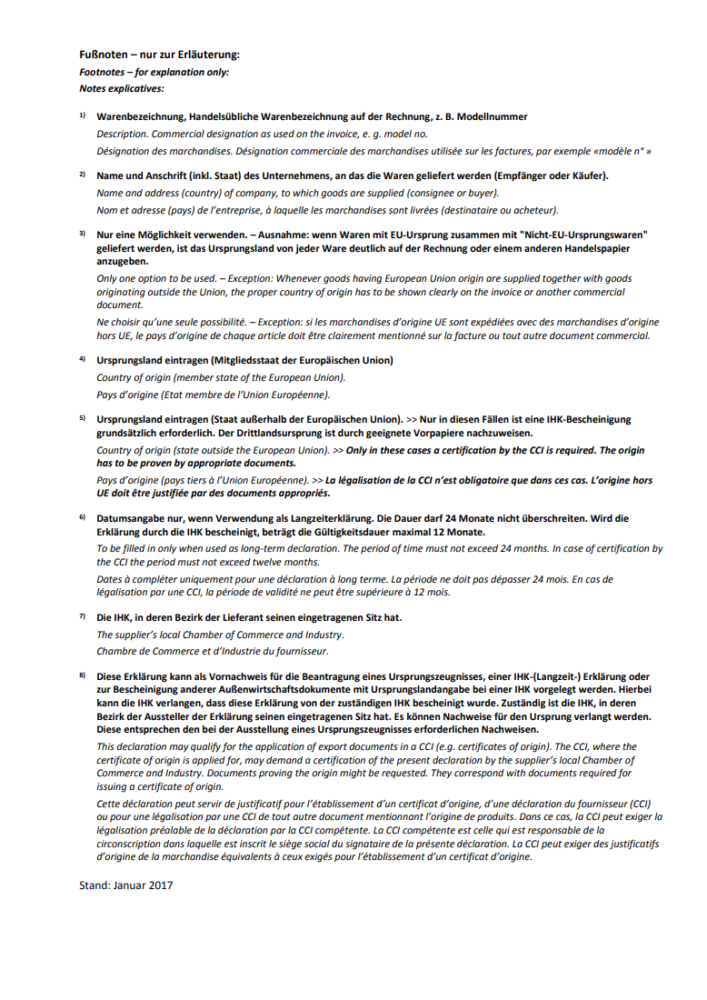 Fußnoten – nur zur Erläuterung:
Footnotes – for explanation only:
Notes explicatives:
1) Warenbezeichnung, Handelsübliche Warenbezeichnung auf der Rechnung, z. B. Modellnummer
Description. Commercial designation as used on the invoice, e. g. model no.
Désignation des marchandises. Désignation commerciale des marchandises utilisée sur les factures, par exemple «modèle n° »
2) Name und Anschrift (inkl. Staat) des Unternehmens, an das die Waren geliefert werden (Empfänger oder Käufer).
Name and address (country) of company, to which goods are supplied (consignee or buyer).
Nom et adresse (pays) de l’entreprise, à laquelle les marchandises sont livrées (destinataire ou acheteur).
3) Nur eine Möglichkeit verwenden. – Ausnahme: wenn Waren mit EU-Ursprung zusammen mit "Nicht-EU-Ursprungswaren"
geliefert werden, ist das Ursprungsland von jeder Ware deutlich auf der Rechnung oder einem anderen Handelspapier
anzugeben.
Only one option to be used. – Exception: Whenever goods having European Union origin are supplied together with goods
originating outside the Union, the proper country of origin has to be shown clearly on the invoice or another commercial
document.
Ne choisir qu’une seule possibilité. – Exception: si les marchandises d’origine UE sont expédiées avec des marchandises d’origine
hors UE, le pays d’origine de chaque article doit être clairement mentionné sur la facture ou tout autre document commercial.
4) Ursprungsland eintragen (Mitgliedsstaat der Europäischen Union)
Country of origin (member state of the European Union).
Pays d’origine (Etat membre de l’Union Européenne).
5) Ursprungsland eintragen (Staat außerhalb der Europäischen Union). >> Nur in diesen Fällen ist eine IHK-Bescheinigung
grundsätzlich erforderlich. Der Drittlandsursprung ist durch geeignete Vorpapiere nachzuweisen.
Country of origin (state outside the European Union). >> Only in these cases a certification by the CCI is required. The origin
has to be proven by appropriate documents.
Pays d’origine (pays tiers à l’Union Européenne). >> La légalisation de la CCI n’est obligatoire que dans ces cas. L’origine hors
UE doit être justifiée par des documents appropriés.
6) Datumsangabe nur, wenn Verwendung als Langzeiterklärung. Die Dauer darf 24 Monate nicht überschreiten. Wird die
Erklärung durch die IHK bescheinigt, beträgt die Gültigkeitsdauer maximal 12 Monate.
To be filled in only when used as long-term declaration. The period of time must not exceed 24 months. In case of certification by
the CCI the period must not exceed twelve months.
Dates à compléter uniquement pour une déclaration à long terme. La période ne doit pas dépasser 24 mois. En cas de
légalisation par une CCI, la période de validité ne peut être supérieure à 12 mois.
7) Die IHK, in deren Bezirk der Lieferant seinen eingetragenen Sitz hat.
The supplier’s local Chamber of Commerce and Industry.
Chambre de Commerce et d’Industrie du fournisseur.
8) Diese Erklärung kann als Vornachweis für die Beantragung eines Ursprungszeugnisses, einer IHK-(Langzeit-) Erklärung oder
zur Bescheinigung anderer Außenwirtschaftsdokumente mit Ursprungslandangabe bei einer IHK vorgelegt werden. Hierbei
kann die IHK verlangen, dass diese Erklärung von der zuständigen IHK bescheinigt wurde. Zuständig ist die IHK, in deren
Bezirk der Aussteller der Erklärung seinen eingetragenen Sitz hat. Es können Nachweise für den Ursprung verlangt werden.
Diese entsprechen den bei der Ausstellung eines Ursprungszeugnisses erforderlichen Nachweisen.
This declaration may qualify for the application of export documents in a CCI (e.g. certificates of origin). The CCI, where the
certificate of origin is applied for, may demand a certification of the present declaration by the supplier’s local Chamber of
Commerce and Industry. Documents proving the origin might be requested. They correspond with documents required for
issuing a certificate of origin.
Cette déclaration peut servir de justificatif pour l’établissement d’un certificat d’origine, d’une déclaration du fournisseur (CCI)
ou pour une légalisation par une CCI de tout autre document mentionnant l’origine de produits. Dans ce cas, la CCI peut exiger la
légalisation préalable de la déclaration par la CCI compétente. La CCI compétente est celle qui est responsable de la
circonscription dans laquelle est inscrit le siège social du signataire de la présente déclaration. La CCI peut exiger des justificatifs
d’origine de la marchandise équivalents à ceux exigés pour l’établissement d’un certificat d’origine.
Stand: Januar 2017